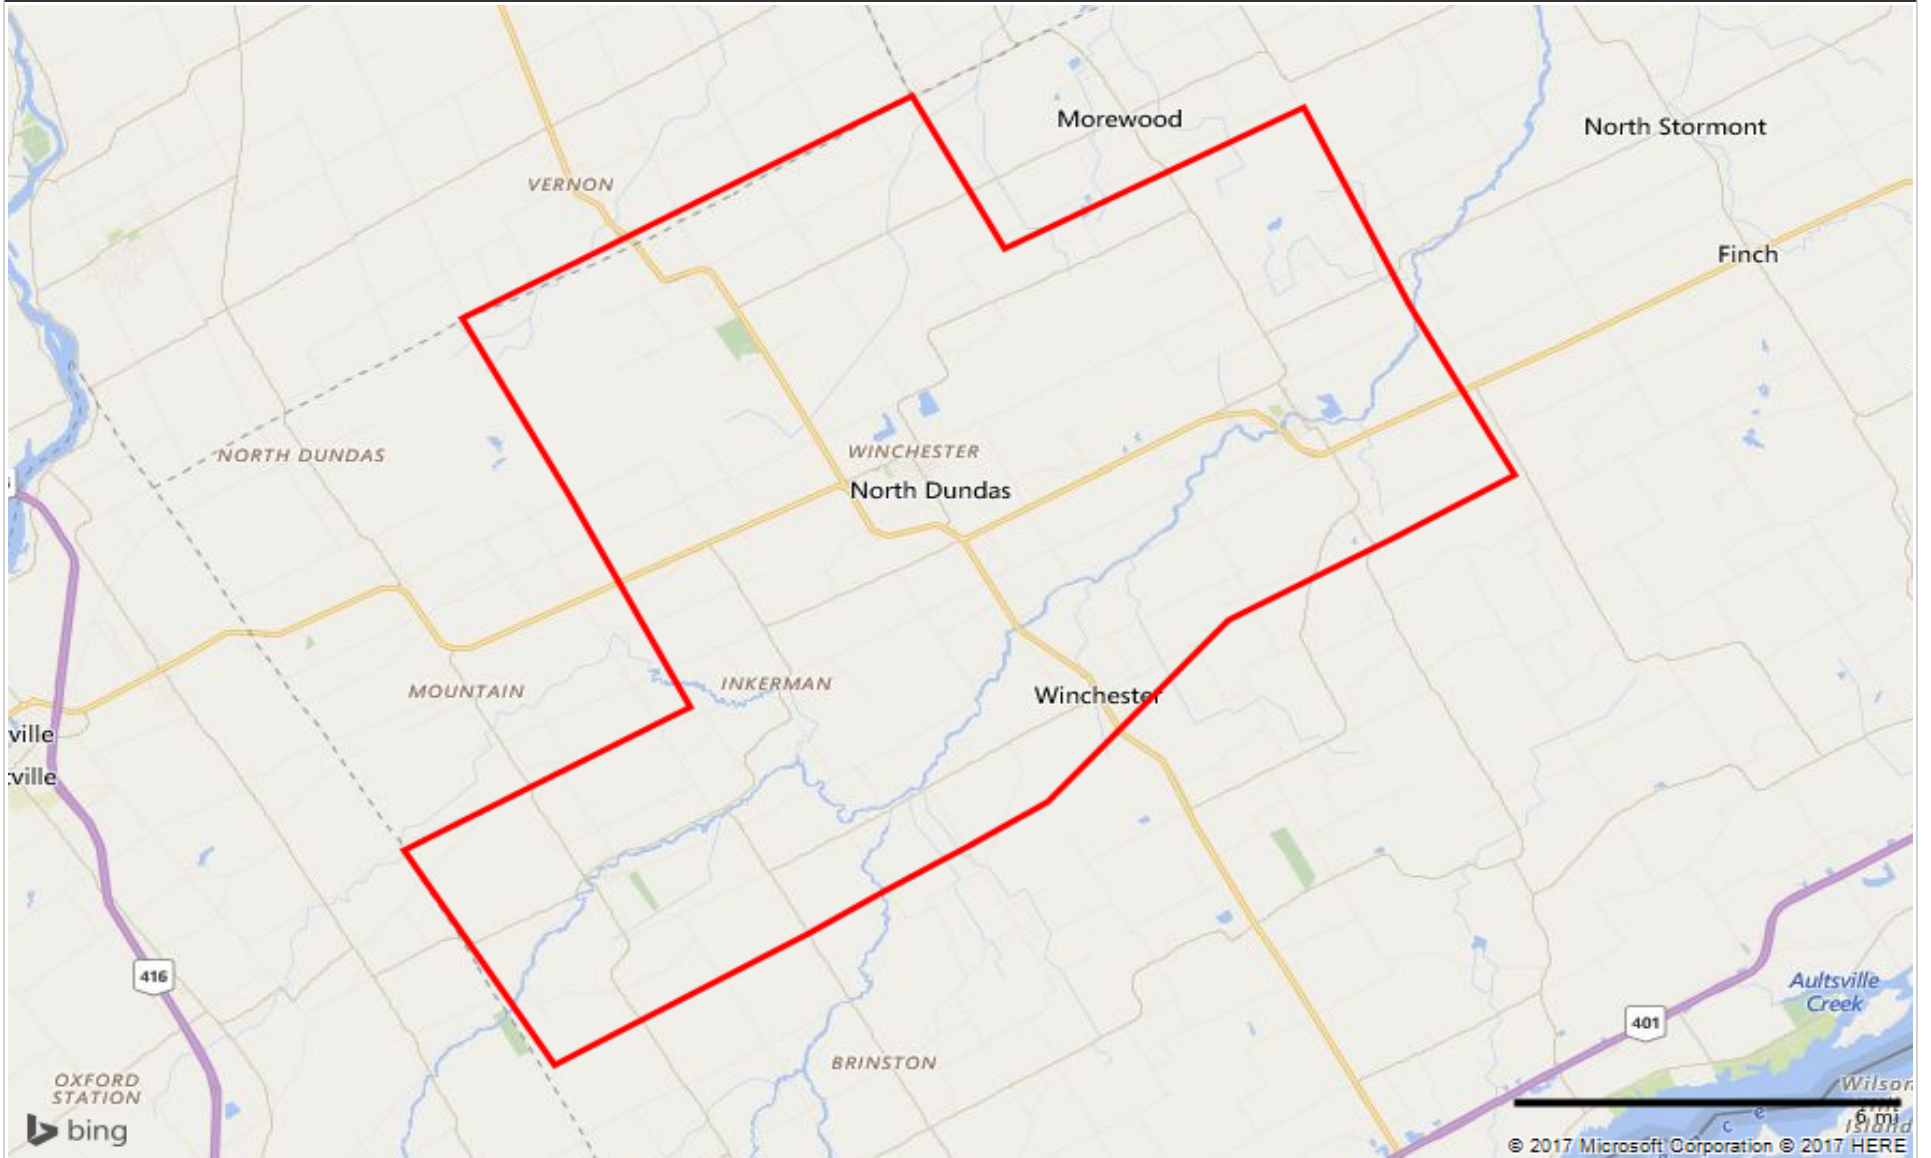 Morewood
North Stormont
VERNON
Finch
NORTH DUNDAS
WINCHESTER
North Dundas
INKERMAN
MOUNTAIN
Winchester
ville
ville
416
Aultsville
Creek
401
BRINSTON
OXFORD
STATION
6 mi
bing
© 2017 Microsoft Corporation © 2017 HERE